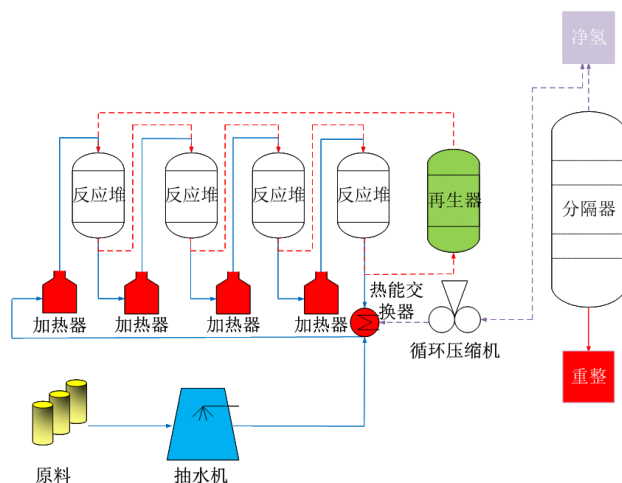 净氢
反应堆
反应堆
反应堆
反应堆
再生器
分隔器
加热器
加热器
加热器
加热器
热能交
换器
循环压缩机
重整
原料
抽水机